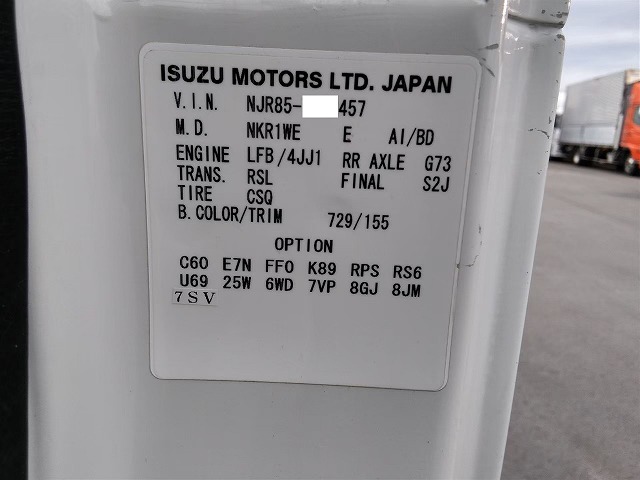 ISUZU MOTORS LTD. JAPAN
V.I.N. NJR85- 457
M.D. NKR1WE E AI/BD
ENGINE LFB/4JJ1 RR AXLE G73
TRANS. RSL FINAL S2J
TIRE CSQ
B.COLOR/TRIM 729/155
OPTION
C60 E7N FF0 K89 RPS RS6
U69 25W 6WD 7VP 8GJ 8JM
7SV